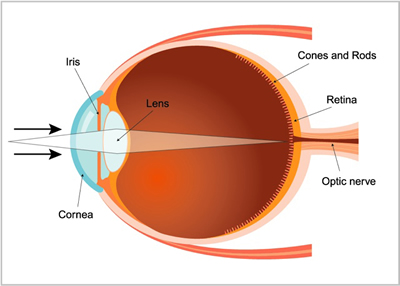 Cones and Rods
Iris
Retina
Lens
Optic nerve
Cornea